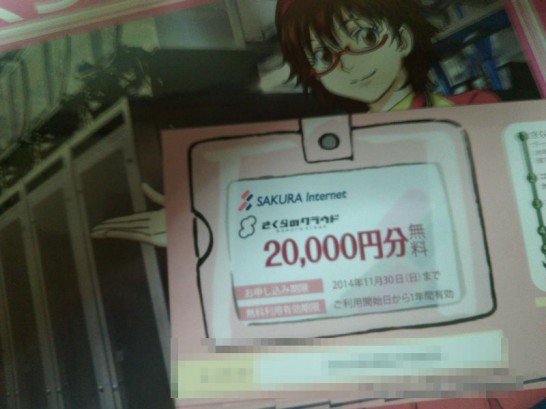 SAKURA Internet
さくらのクラウド
20,000円分無料
お申し込み期限 2014年11月30日(日)まで
無料利用有効期限 ご利用開始日から1年間有効